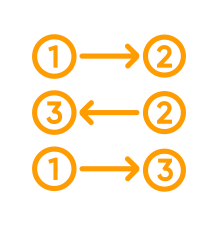 1 → 2
3 ← 2
1 → 3